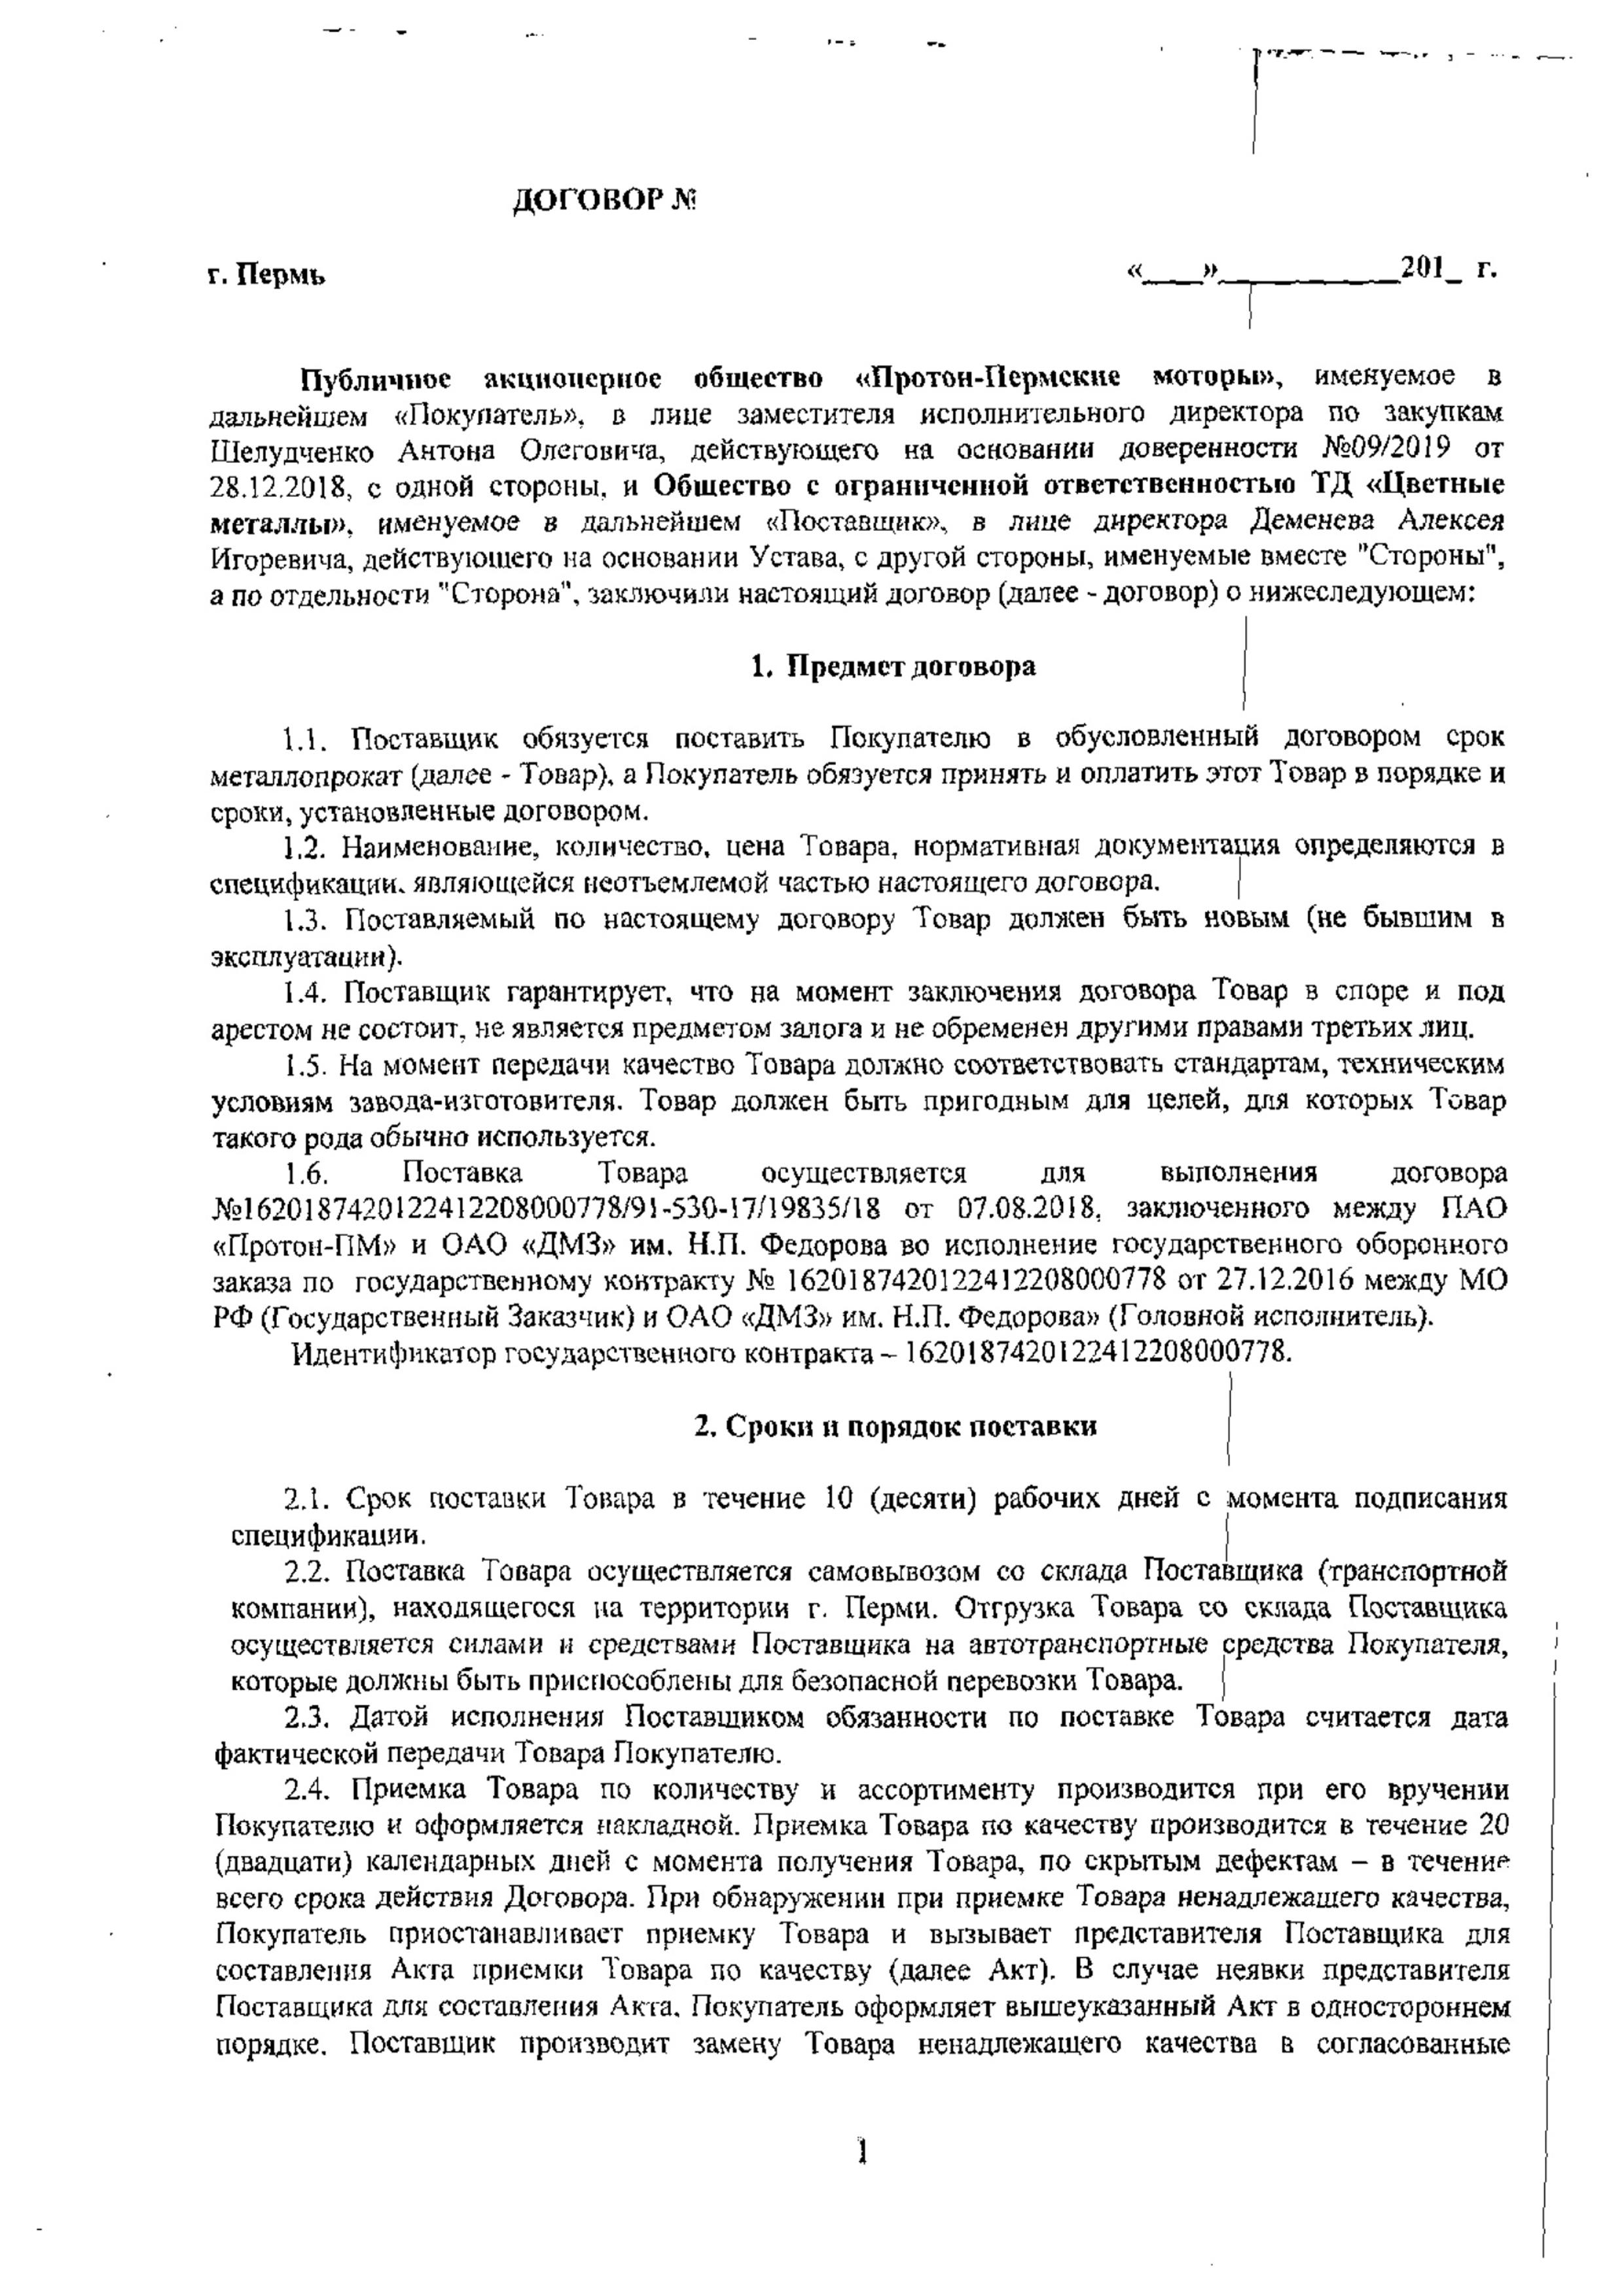 ДОГОВОР №
г. Пермь «___»____________201_ г.
Публичное акционерное общество «Протон-Пермские моторы», именуемое в
дальнейшем «Покупатель», в лице заместителя исполнительного директора по закупкам
Шелудченко Антона Олеговича, действующего на основании доверенности №09/2019 от
28.12.2018, с одной стороны, и Общество с ограниченной ответственностью ТД «Цветные
металлы», именуемое в дальнейшем «Поставщик», в лице директора Деменева Алексея
Игоревича, действующего на основании Устава, с другой стороны, именуемые вместе "Стороны",
а по отдельности "Сторона", заключили настоящий договор (далее - договор) о нижеследующем:
1. Предмет договора
1.1. Поставщик обязуется поставить Покупателю в обусловленный договором срок
металлопрокат (далее - Товар), а Покупатель обязуется принять и оплатить этот Товар в порядке и
сроки, установленные договором.
1.2. Наименование, количество, цена Товара, нормативная документация определяются в
спецификации, являющейся неотъемлемой частью настоящего договора.
1.3. Поставляемый по настоящему договору Товар должен быть новым (не бывшим в
эксплуатации).
1.4. Поставщик гарантирует, что на момент заключения договора Товар в споре и под
арестом не состоит, не является предметом залога и не обременен другими правами третьих лиц.
1.5. На момент передачи качество Товара должно соответствовать стандартам, техническим
условиям завода-изготовителя. Товар должен быть пригодным для целей, для которых Товар
такого рода обычно используется.
1.6. Поставка Товара осуществляется для выполнения договора
№1620187420122412208000778/91-530-17/19835/18 от 07.08.2018, заключенного между ПАО
«Протон-ПМ» и ОАО «ДМЗ» им. Н.П. Федорова во исполнение государственного оборонного
заказа по государственному контракту № 1620187420122412208000778 от 27.12.2016 между МО
РФ (Государственный Заказчик) и ОАО «ДМЗ» им. Н.П. Федорова» (Головной исполнитель).
Идентификатор государственного контракта – 1620187420122412208000778.
2. Сроки и порядок поставки
2.1. Срок поставки Товара в течение 10 (десяти) рабочих дней с момента подписания
спецификации.
2.2. Поставка Товара осуществляется самовывозом со склада Поставщика (транспортной
компании), находящегося на территории г. Перми. Отгрузка Товара со склада Поставщика
осуществляется силами и средствами Поставщика на автотранспортные средства Покупателя,
которые должны быть приспособлены для безопасной перевозки Товара.
2.3. Датой исполнения Поставщиком обязанности по поставке Товара считается дата
фактической передачи Товара Покупателю.
2.4. Приемка Товара по количеству и ассортименту производится при его вручении
Покупателю и оформляется накладной. Приемка Товара по качеству производится в течение 20
(двадцати) календарных дней с момента получения Товара, по скрытым дефектам – в течение
всего срока действия Договора. При обнаружении при приемке Товара ненадлежащего качества,
Покупатель приостанавливает приемку Товара и вызывает представителя Поставщика для
составления Акта приемки Товара по качеству (далее Акт). В случае неявки представителя
Поставщика для составления Акта, Покупатель оформляет вышеуказанный Акт в одностороннем
порядке. Поставщик производит замену Товара ненадлежащего качества в согласованные
1